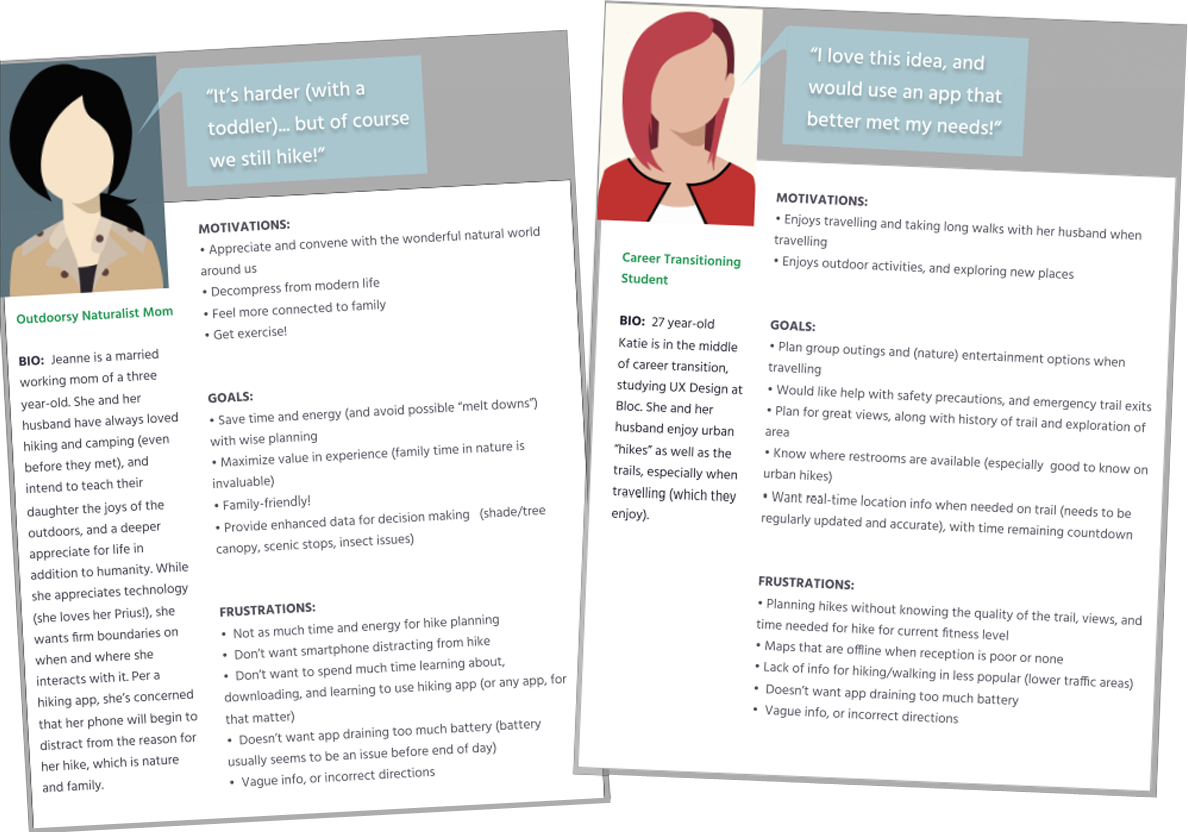 “It’s harder (with a
toddler)... but of course
we still hike!”
Outdoorsy Naturalist Mom
BIO: Jeanne is a married
working mom of a three
year-old. She and her
husband have always loved
hiking and camping (even
before they met), and
intend to teach their
daughter the joys of the
outdoors, and a deeper
appreciate for life in
addition to humanity. While
she appreciates technology
(she loves her Prius!), she
wants firm boundaries on
when and where she
interacts with it. Per a
hiking app, she’s concerned
that her phone will begin to
distract from the reason for
her hike, which is nature
and family.
MOTIVATIONS:
• Appreciate and convene with the wonderful natural world
around us
• Decompress from modern life
• Feel more connected to family
• Get exercise!
GOALS:
• Save time and energy (and avoid possible “melt downs”)
with wise planning
• Maximize value in experience (family time in nature is
invaluable)
• Family-friendly!
• Provide enhanced data for decision making (shade/tree
canopy, scenic stops, insect issues)
FRUSTRATIONS:
• Not as much time and energy for hike planning
• Don’t want smartphone distracting from hike
• Don’t want to spend much time learning about,
downloading, and learning to use hiking app (or any app, for
that matter)
• Doesn’t want app draining too much battery (battery
usually seems to be an issue before end of day)
• Vague info, or incorrect directions
“I love this idea, and
would use an app that
better met my needs!”
Career Transitioning
Student
BIO: 27 year-old
Katie is in the middle
of career transition,
studying UX Design at
Bloc. She and her
husband enjoy urban
“hikes” as well as the
trails, especially when
travelling (which they
enjoy).
MOTIVATIONS:
• Enjoys travelling and taking long walks with her husband when
travelling
• Enjoys outdoor activities, and exploring new places
GOALS:
• Plan group outings and (nature) entertainment options when
travelling
• Would like help with safety precautions, and emergency trail exits
• Plan for great views, along with history of trail and exploration of
area
• Know where restrooms are available (especially good to know on
urban hikes)
• Want real-time location info when needed on trail (needs to be
regularly updated and accurate), with time remaining countdown
FRUSTRATIONS:
• Planning hikes without knowing the quality of the trail, views, and
time needed for hike for current fitness level
• Maps that are offline when reception is poor or none
• Lack of info for hiking/walking in less popular (lower traffic areas)
• Doesn’t want app draining too much battery
• Vague info, or incorrect directions